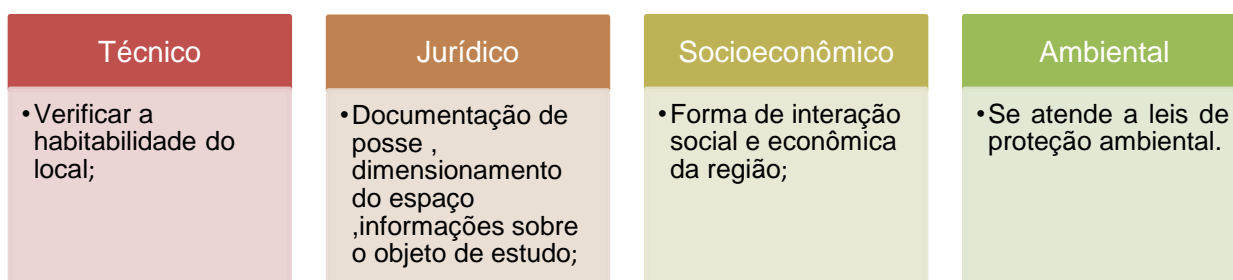 Técnico
•Verificar a
habitabilidade do
local;
Jurídico
•Documentação de
posse ,
dimensionamento
do espaço
,informações sobre
o objeto de estudo;
Socioeconômico
•Forma de interação
social e econômica
da região;
Ambiental
•Se atende a leis de
proteção ambiental.